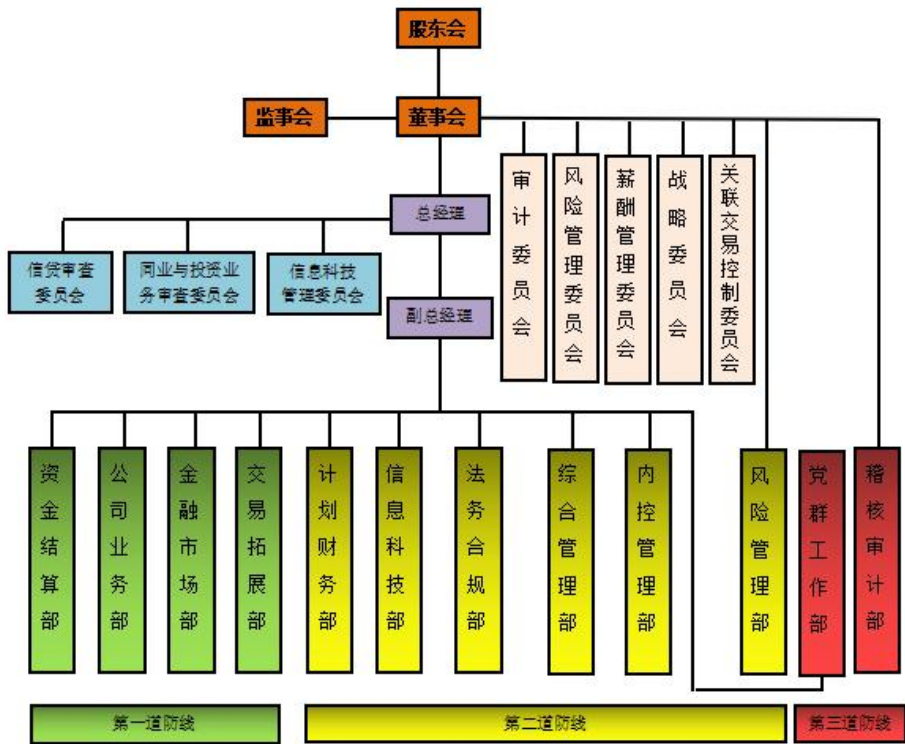 股东会
监事会
董事会
总经理
信贷审查
委员会
同业与投资业
务审查委员会
信息科技
管理委员会
副总经理
审计委员会
风险管理委员会
薪酬管理委员会
战略委员会
关联交易控制委员会
资金结算部
公司业务部
金融市场部
交易拓展部
计划财务部
信息科技部
法务合规部
综合管理部
内控管理部
风险管理部
党群工作部
稽核审计部
第一道防线
第二道防线
第三道防线